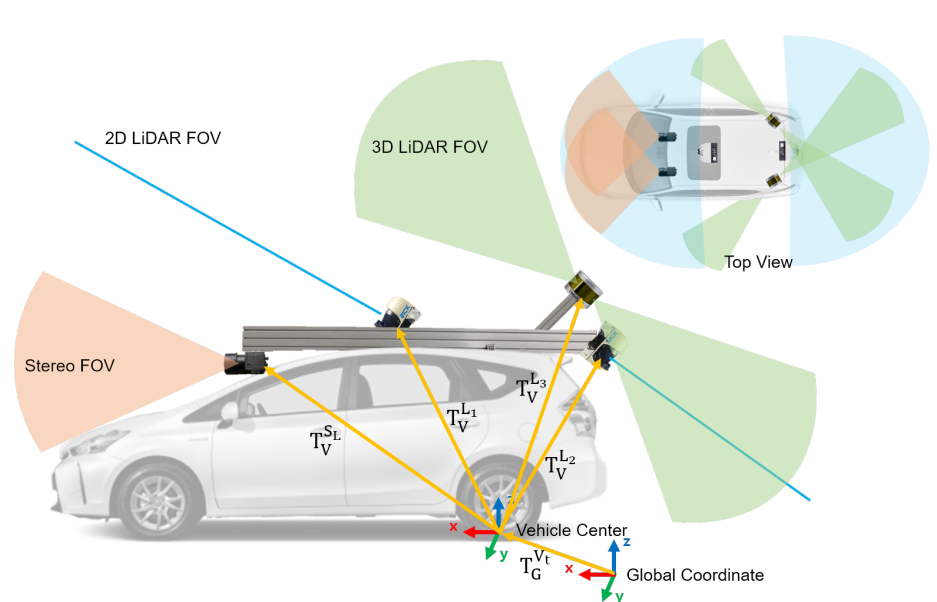 2D LiDAR FOV
3D LiDAR FOV
Top View
Stereo FOV
T_V^{S_L}
T_V^{L_1}
T_V^{L_3}
T_V^{L_2}
x
y
Vehicle Center
T_G^{V_t}
z
x
y
Global Coordinate